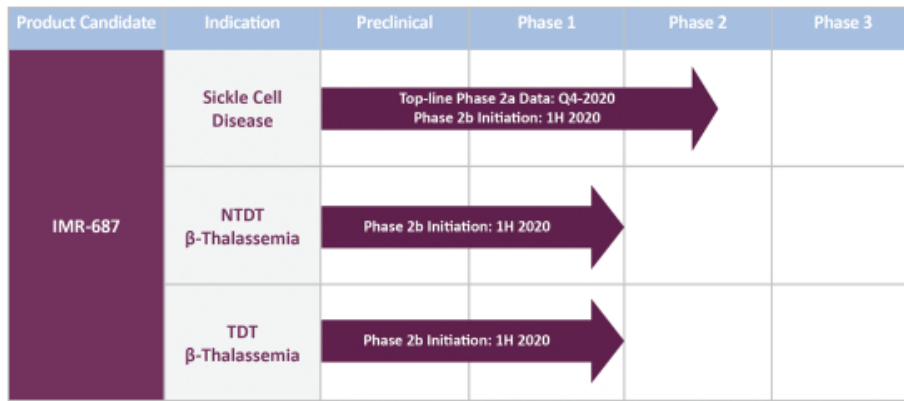 Product Candidate Indication Preclinical Phase 1 Phase 2 Phase 3
IMR-687
Sickle Cell
Disease
Top-line Phase 2a Data: Q4-2020
Phase 2b Initiation: 1H 2020
NTDT
β-Thalassemia
Phase 2b Initiation: 1H 2020
TDT
β-Thalassemia
Phase 2b Initiation: 1H 2020